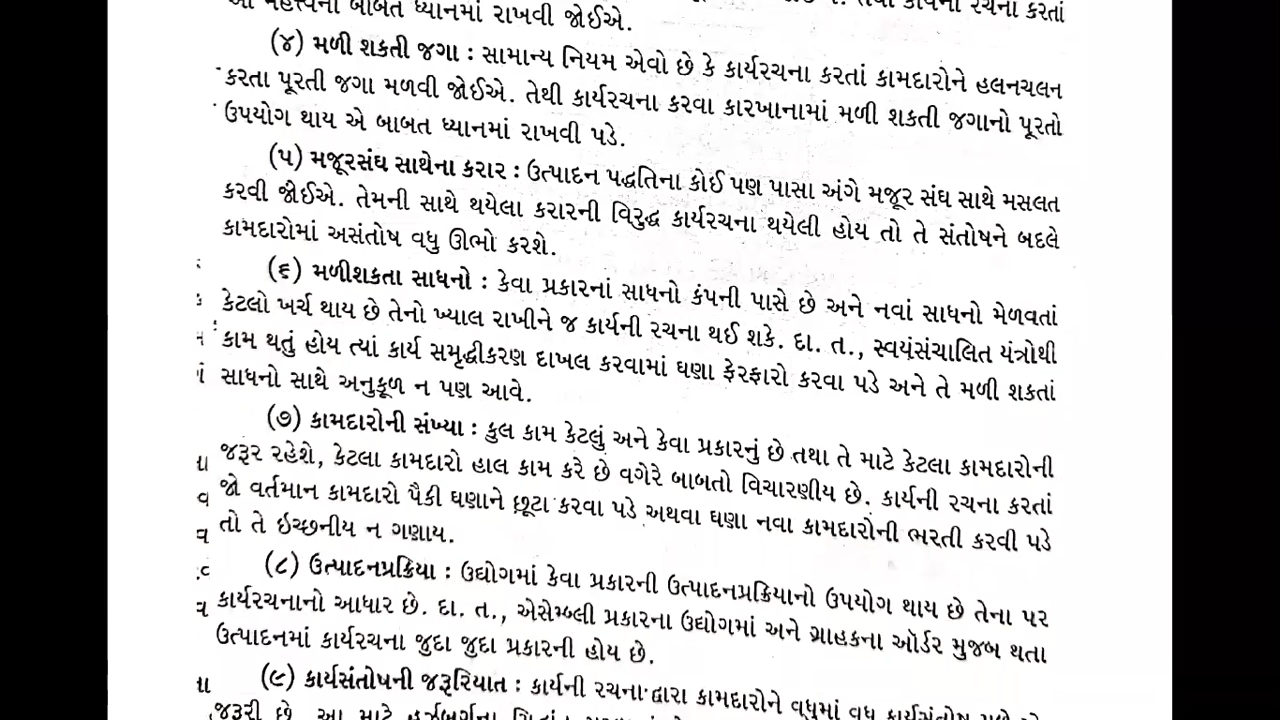 આ મહત્ત્વની બાબત ધ્યાનમાં રાખવી જોઈએ. રચના કરતાં
(૪) મળી શકતી જગા : સામાન્ય નિયમ એવો છે કે કાર્યરચના કરતાં કામદારોને હલનચલન
કરતા પૂરતી જગા મળવી જોઈએ. તેથી કાર્યરચના કરવા કારખાનામાં મળી શકતી જગાનો પૂરતો
ઉપયોગ થાય એ બાબત ધ્યાનમાં રાખવી પડે.
(૫) મજૂરસંઘ સાથેના કરાર : ઉત્પાદન પદ્ધતિના કોઈ પણ પાસા અંગે મજૂર સંઘ સાથે મસલત
કરવી જોઈએ. તેમની સાથે થયેલા કરારની વિરુદ્ધ કાર્યરચના થયેલી હોય તો તે સંતોષને બદલે
કામદારોમાં અસંતોષ વધુ ઊભો કરશે.
(૬) મળીશકતા સાધનો : કેવા પ્રકારનાં સાધનો કંપની પાસે છે અને નવાં સાધનો મેળવતાં
કેટલો ખર્ચ થાય છે તેનો ખ્યાલ રાખીને જ કાર્યની રચના થઈ શકે. દા. ત., સ્વયંસંચાલિત યંત્રોથી
કામ થતું હોય ત્યાં કાર્ય સમૃદ્ધીકરણ દાખલ કરવામાં ઘણા ફેરફારો કરવા પડે અને તે મળી શકતાં
સાધનો સાથે અનુકૂળ ન પણ આવે.
(૭) કામદારોની સંખ્યા : કુલ કામ કેટલું અને કેવા પ્રકારનું છે તથા તે માટે કેટલા કામદારોની
જરૂર રહેશે, કેટલા કામદારો હાલ કામ કરે છે વગેરે બાબતો વિચારણીય છે. કાર્યની રચના કરતાં
જો વર્તમાન કામદારો પૈકી ઘણાને છૂટા કરવા પડે અથવા ઘણા નવા કામદારોની ભરતી કરવી પડે
તો તે ઇચ્છનીય ન ગણાય.
(૮) ઉત્પાદનપ્રક્રિયા : ઉદ્યોગમાં કેવા પ્રકારની ઉત્પાદનપ્રક્રિયાનો ઉપયોગ થાય છે તેના પર
કાર્યરચનાનો આધાર છે. દા. ત., એસેમ્બ્લી પ્રકારના ઉદ્યોગમાં અને ગ્રાહકના ઑર્ડર મુજબ થતા
ઉત્પાદનમાં કાર્યરચના જુદા જુદા પ્રકારની હોય છે.
(૯) કાર્યસંતોષની જરૂરિયાત : કાર્યની રચના દ્વારા કામદારોને વધુમાં વધુ કાર્યસંતોષ
જરૂરી છે. આ માટે